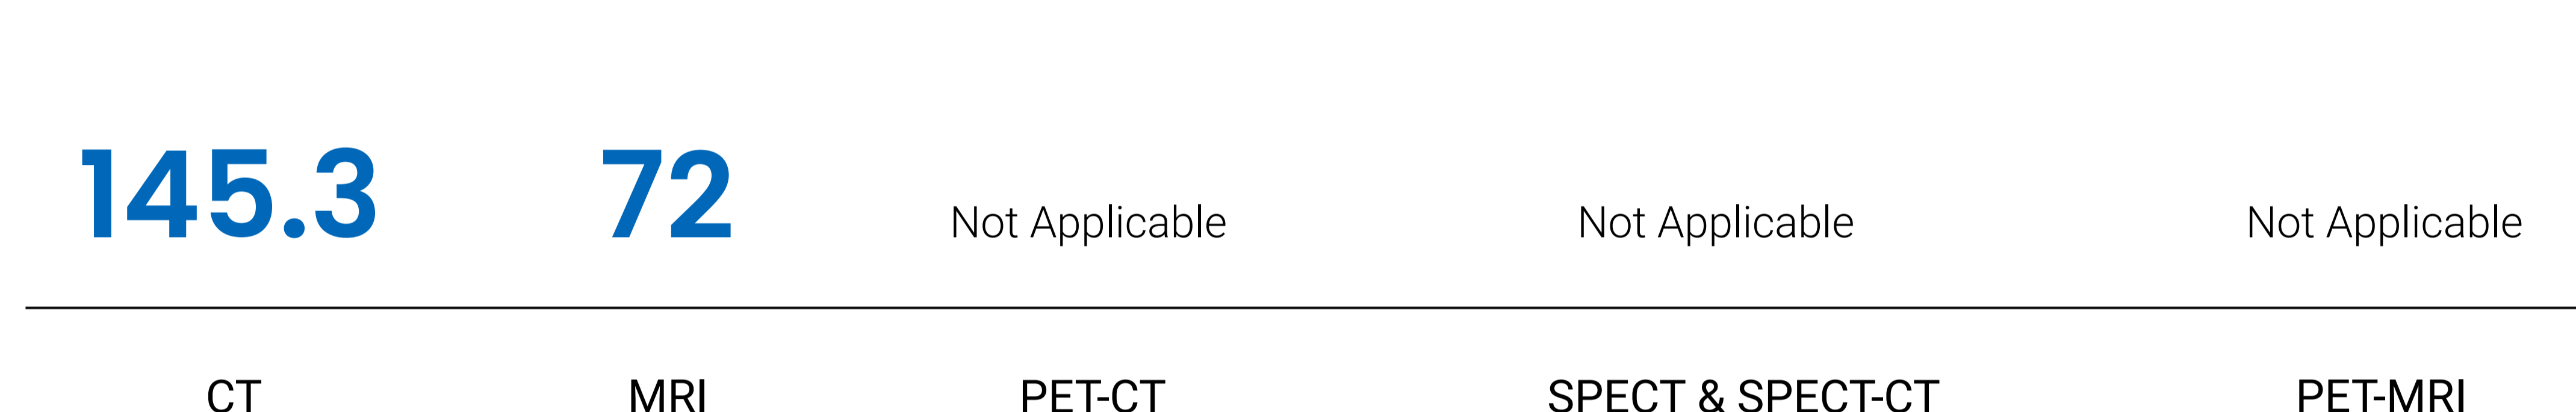 145.3 72 Not Applicable Not Applicable Not Applicable
CT MRI PET-CT SPECT & SPECT-CT PET-MRI